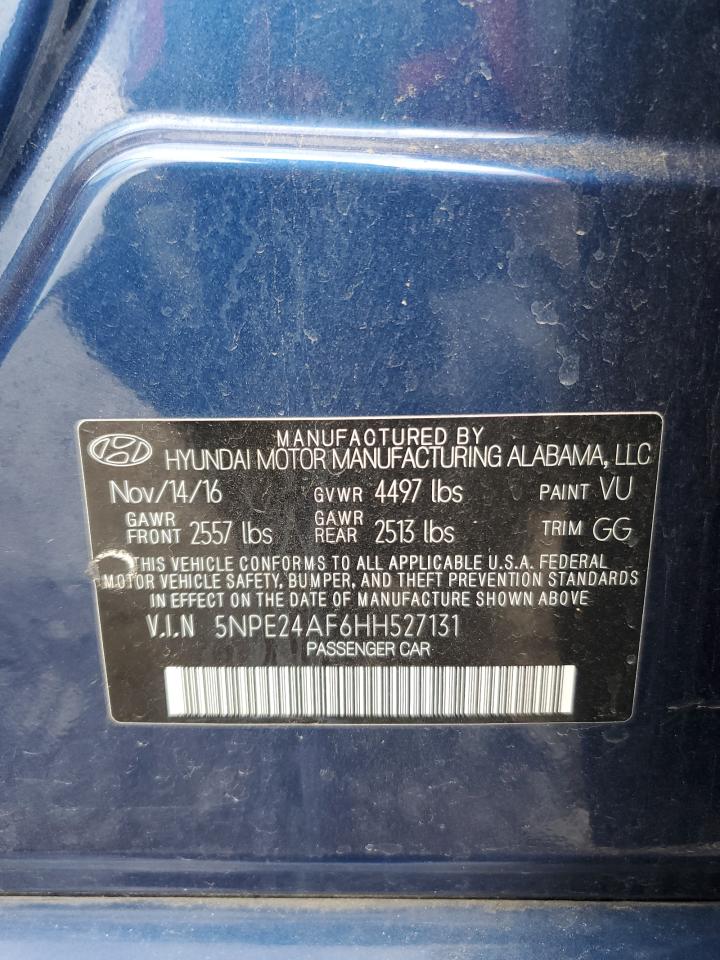 MANUFACTURED BY
HYUNDAI MOTOR MANUFACTURING ALABAMA, LLC
Nov/14/16 GVWR 4497 lbs PAINT VU
GAWR FRONT 2557 lbs GAWR REAR 2513 lbs TRIM GG
THIS VEHICLE CONFORMS TO ALL APPLICABLE U.S.A. FEDERAL
MOTOR VEHICLE SAFETY, BUMPER, AND THEFT PREVENTION STANDARDS
IN EFFECT ON THE DATE OF MANUFACTURE SHOWN ABOVE.
V.I.N 5NPE24AF6HH527131
PASSENGER CAR